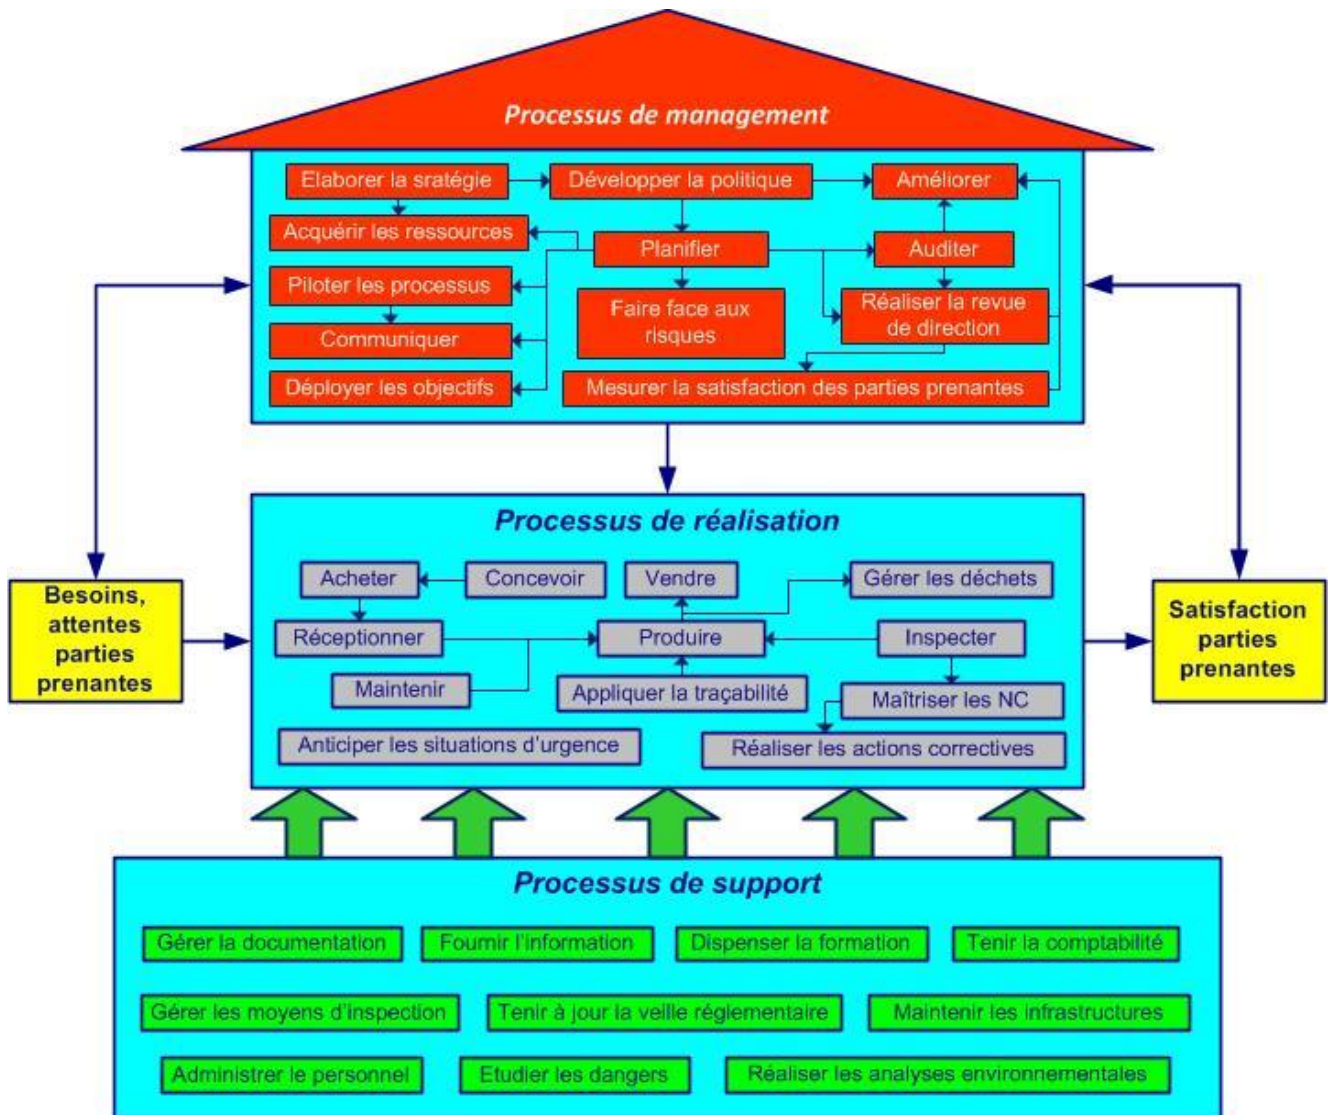 Processus de management
Elaborer la sratégie
Développer la politique
Améliorer
Acquérir les ressources
Planifier
Auditer
Piloter les processus
Faire face aux
risques
Réaliser la revue
de direction
Communiquer
Déployer les objectifs
Mesurer la satisfaction des parties prenantes
Processus de réalisation
Acheter
Concevoir
Vendre
Gérer les déchets
Besoins,
attentes
parties
prenantes
Réceptionner
Produire
Inspecter
Satisfaction
parties
prenantes
Maintenir
Appliquer la traçabilité
Maîtriser les NC
Anticiper les situations d'urgence
Réaliser les actions correctives
Processus de support
Gérer la documentation
Fournir l'information
Dispenser la formation
Tenir la comptabilité
Gérer les moyens d'inspection
Tenir à jour la veille réglementaire
Maintenir les infrastructures
Administrer le personnel
Etudier les dangers
Réaliser les analyses environnementales